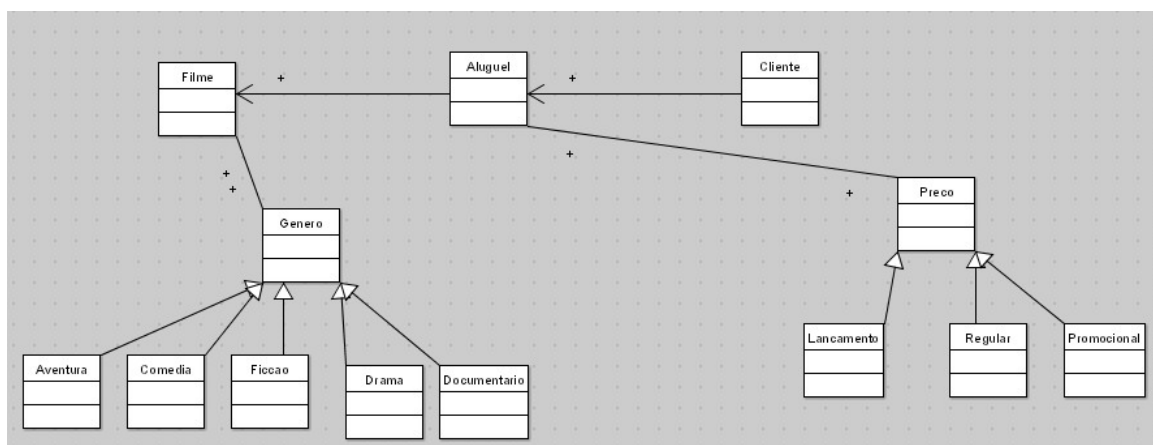 Filme
Aluguel
Cliente
+
+
+
+
+
+
Preco
Genero
Lancamento
Regular
Promocional
Aventura
Comedia
Ficcao
Drama
Documentario